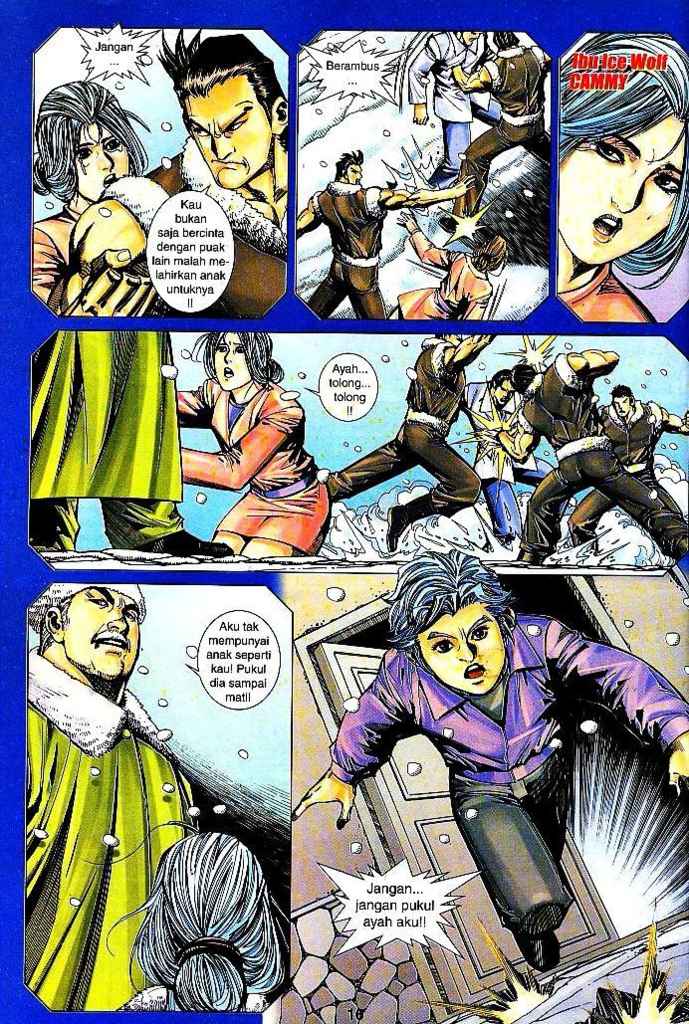 Jangan
...
Kau
bukan
saja bercinta
dengan puak
lain malah me-
lahirkan anak
untuknya
!!
Berambus
...
Ibu Ice Wolf
CAMMY
Ayah...
tolong...
tolong
!!
Aku tak
mempunyai
anak seperti
kau! Pukul
dia sampai
mati!!
Jangan...
jangan pukul
ayah aku!!
16